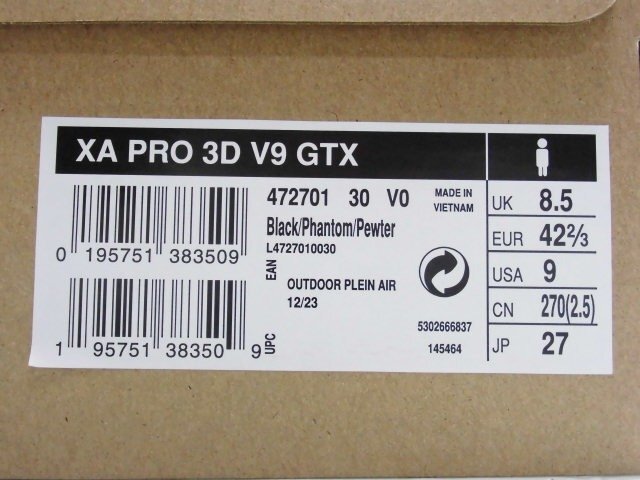 XA PRO 3D V9 GTX
472701 30 V0
MADE IN
VIETNAM
Black/Phantom/Pewter
L4727010030
0 195751 383509
EAN
OUTDOOR PLEIN AIR
12/23
5302666837
145464
1 95751 38350 9
UPC
UK 8.5
EUR 42⅔
USA 9
CN 270(2.5)
JP 27